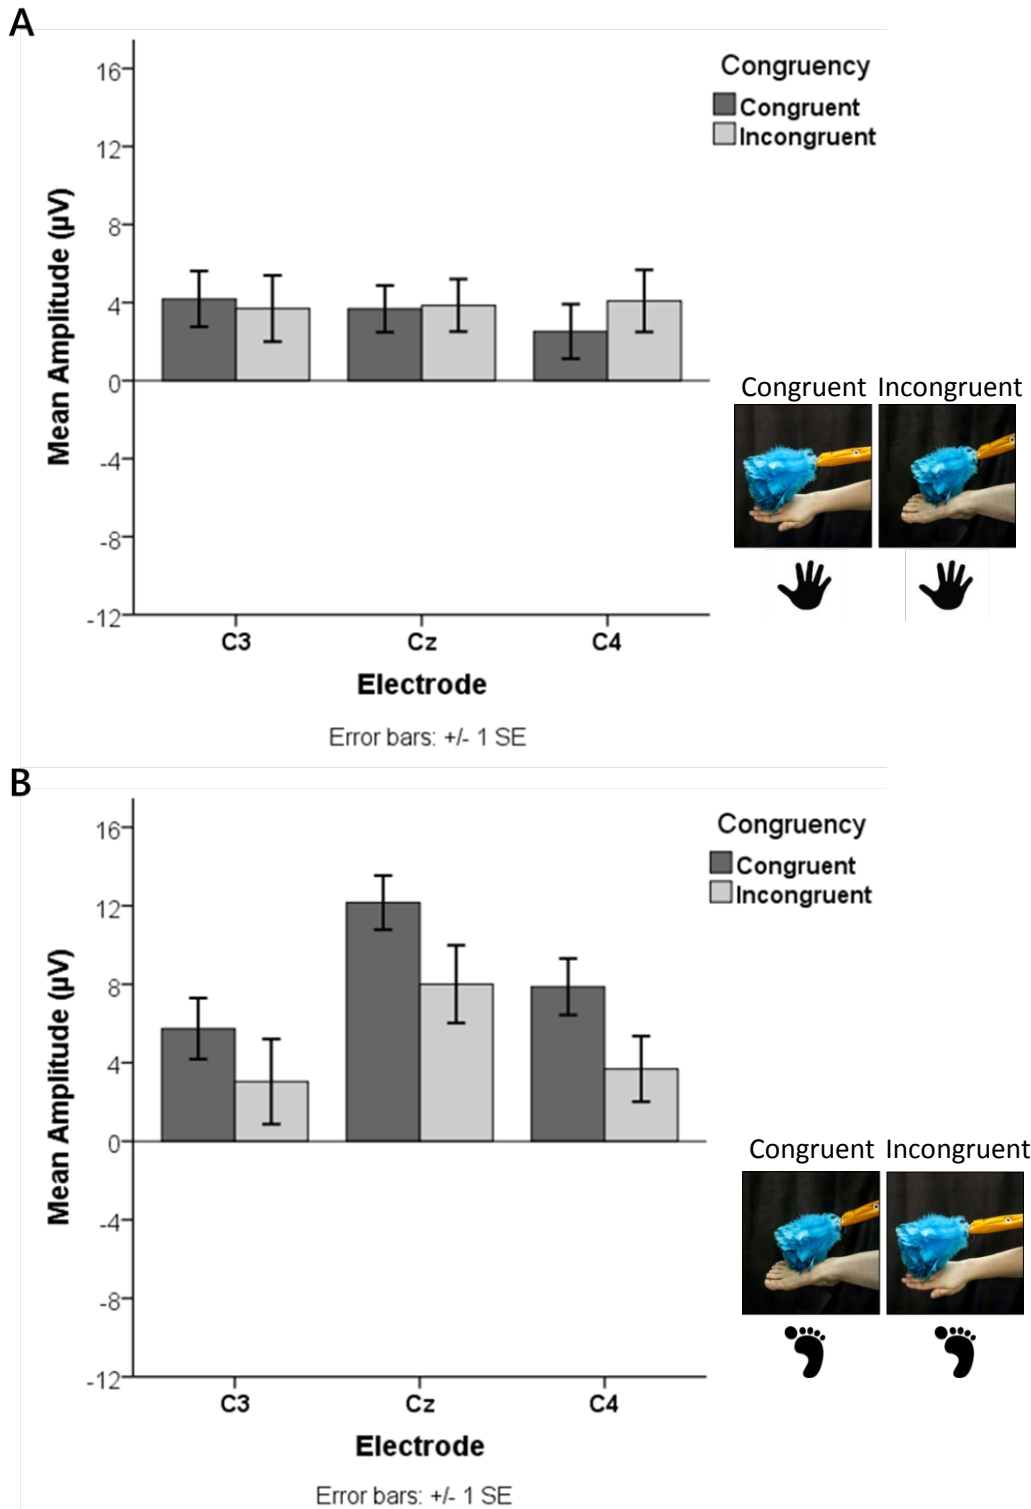 A
Congruency
Congruent
Incongruent
16
12
8
4
0
-4
-8
-12
Mean Amplitude (µV)
C3 Cz C4
Electrode
Error bars: +/- 1 SE
Congruent Incongruent
B
Congruency
Congruent
Incongruent
16
12
8
4
0
-4
-8
-12
Mean Amplitude (µV)
C3 Cz C4
Electrode
Error bars: +/- 1 SE
Congruent Incongruent